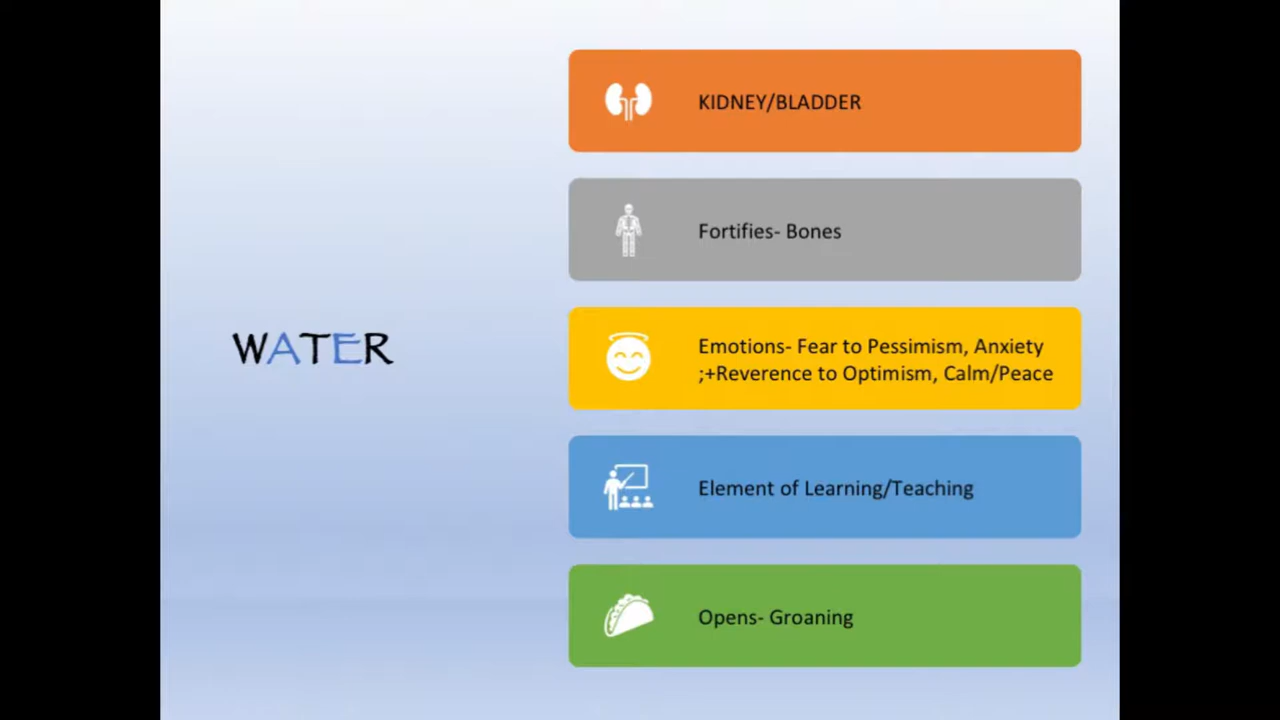 WATER
KIDNEY/BLADDER
Fortifies- Bones
Emotions- Fear to Pessimism, Anxiety
;+Reverence to Optimism, Calm/Peace
Element of Learning/Teaching
Opens- Groaning